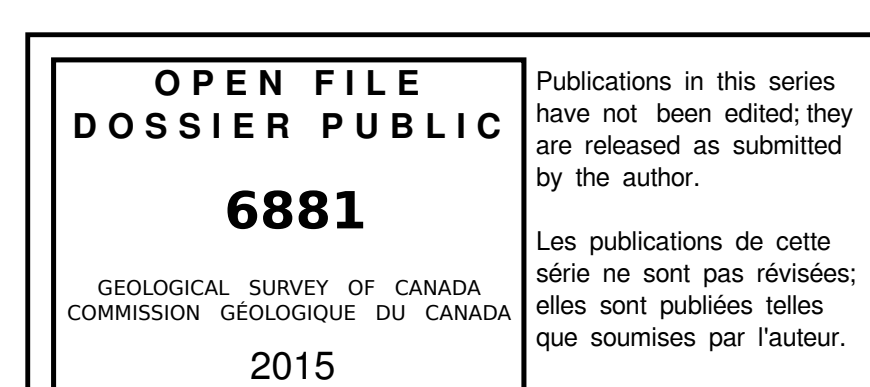 OPEN FILE
DOSSIER PUBLIC
6881
GEOLOGICAL SURVEY OF CANADA
COMMISSION GÉOLOGIQUE DU CANADA
2015
Publications in this series
have not been edited; they
are released as submitted
by the author.
Les publications de cette
série ne sont pas révisées;
elles sont publiées telles
que soumises par l'auteur.